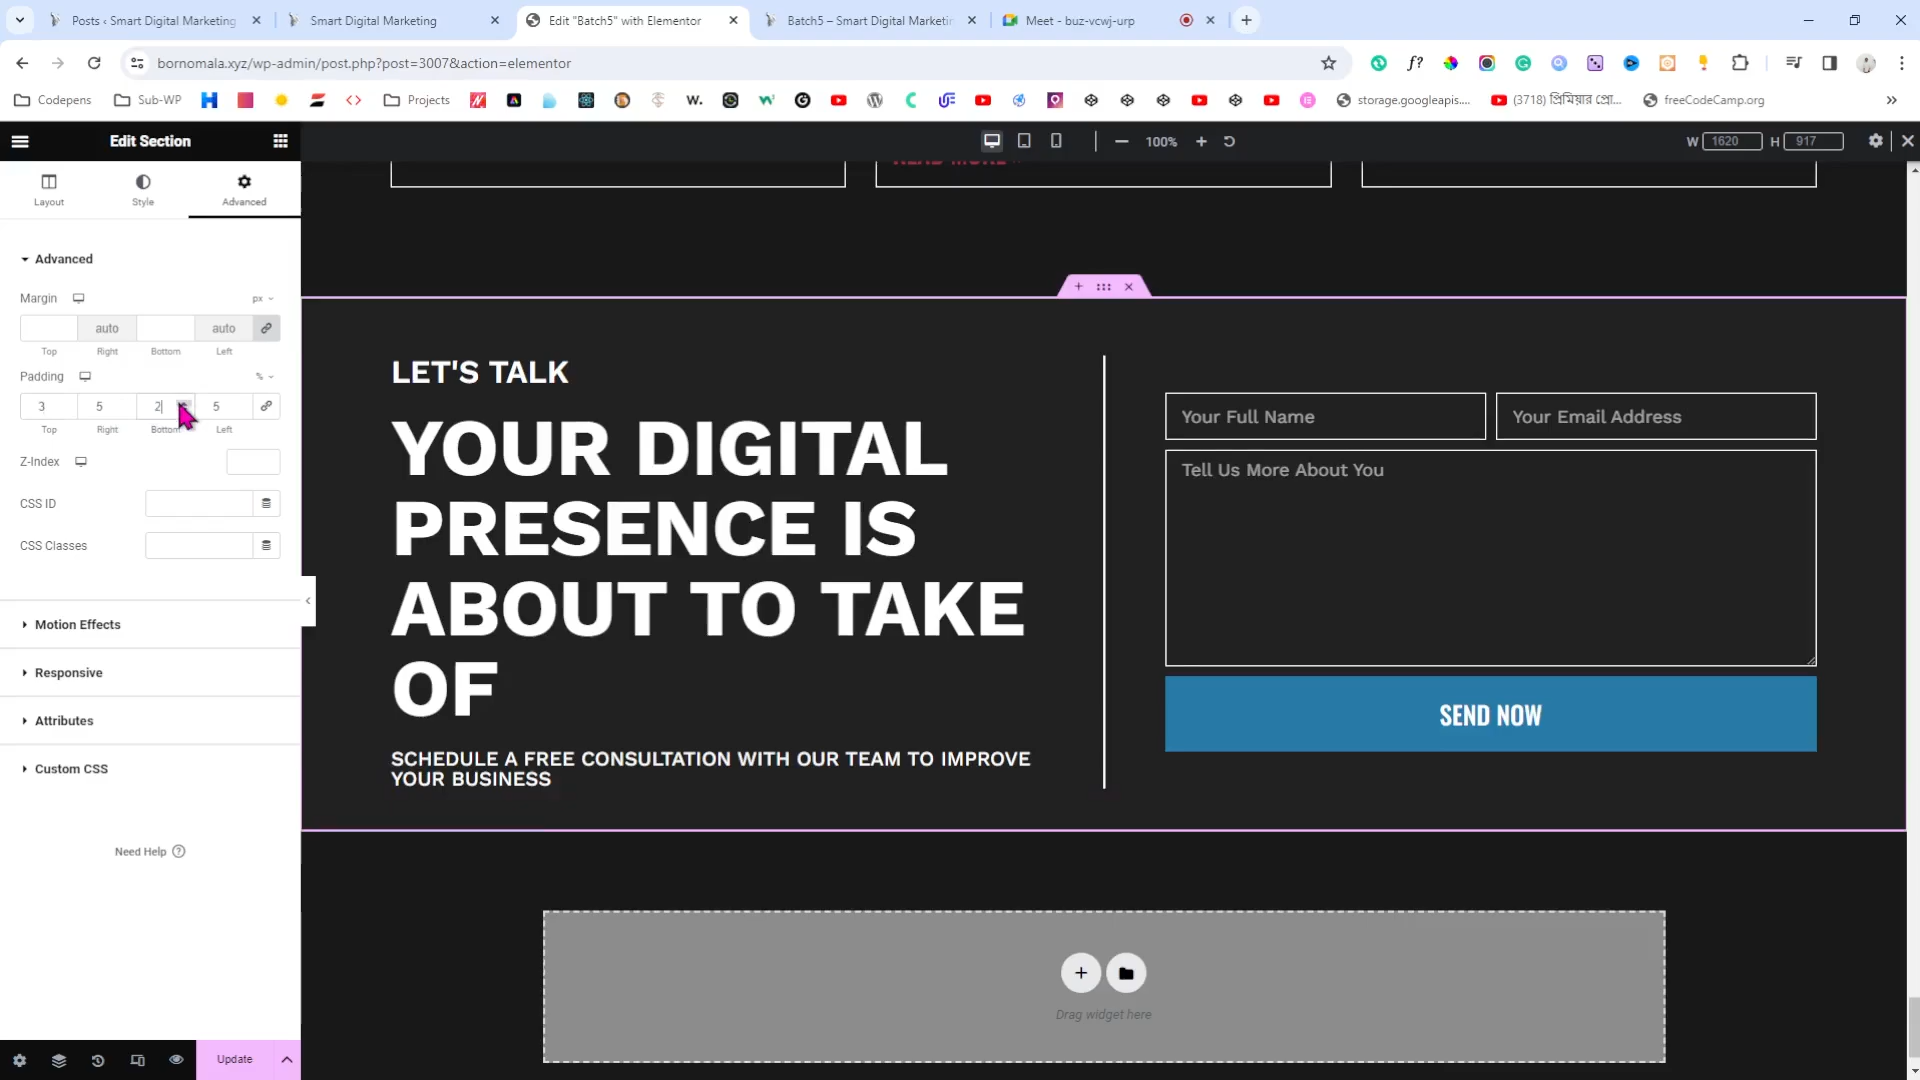 Posts ‹ Smart Digital Marketing
Smart Digital Marketing
Edit "Batch5" with Elementor
Batch5 – Smart Digital Marketin
Meet - buz-vcwj-urp
bornomala.xyz/wp-admin/post.php?post=3007&action=elementor
f?
Codepens
Sub-WP
Projects
storage.googleapis....
(3718) প্রিমিয়ার প্রো...
freeCodeCamp.org
Edit Section
100%
W 1620 H 917
Layout
Style
Advanced
Advanced
Margin
px
auto
auto
Top Right Bottom Left
Padding
%
3 5 2 5
Top Right Bottom Left
Z-Index
CSS ID
CSS Classes
Motion Effects
Responsive
Attributes
Custom CSS
Need Help
Update
LET'S TALK
YOUR DIGITAL
PRESENCE IS
ABOUT TO TAKE
OF
SCHEDULE A FREE CONSULTATION WITH OUR TEAM TO IMPROVE
YOUR BUSINESS
Your Full Name
Your Email Address
Tell Us More About You
SEND NOW
Drag widget here